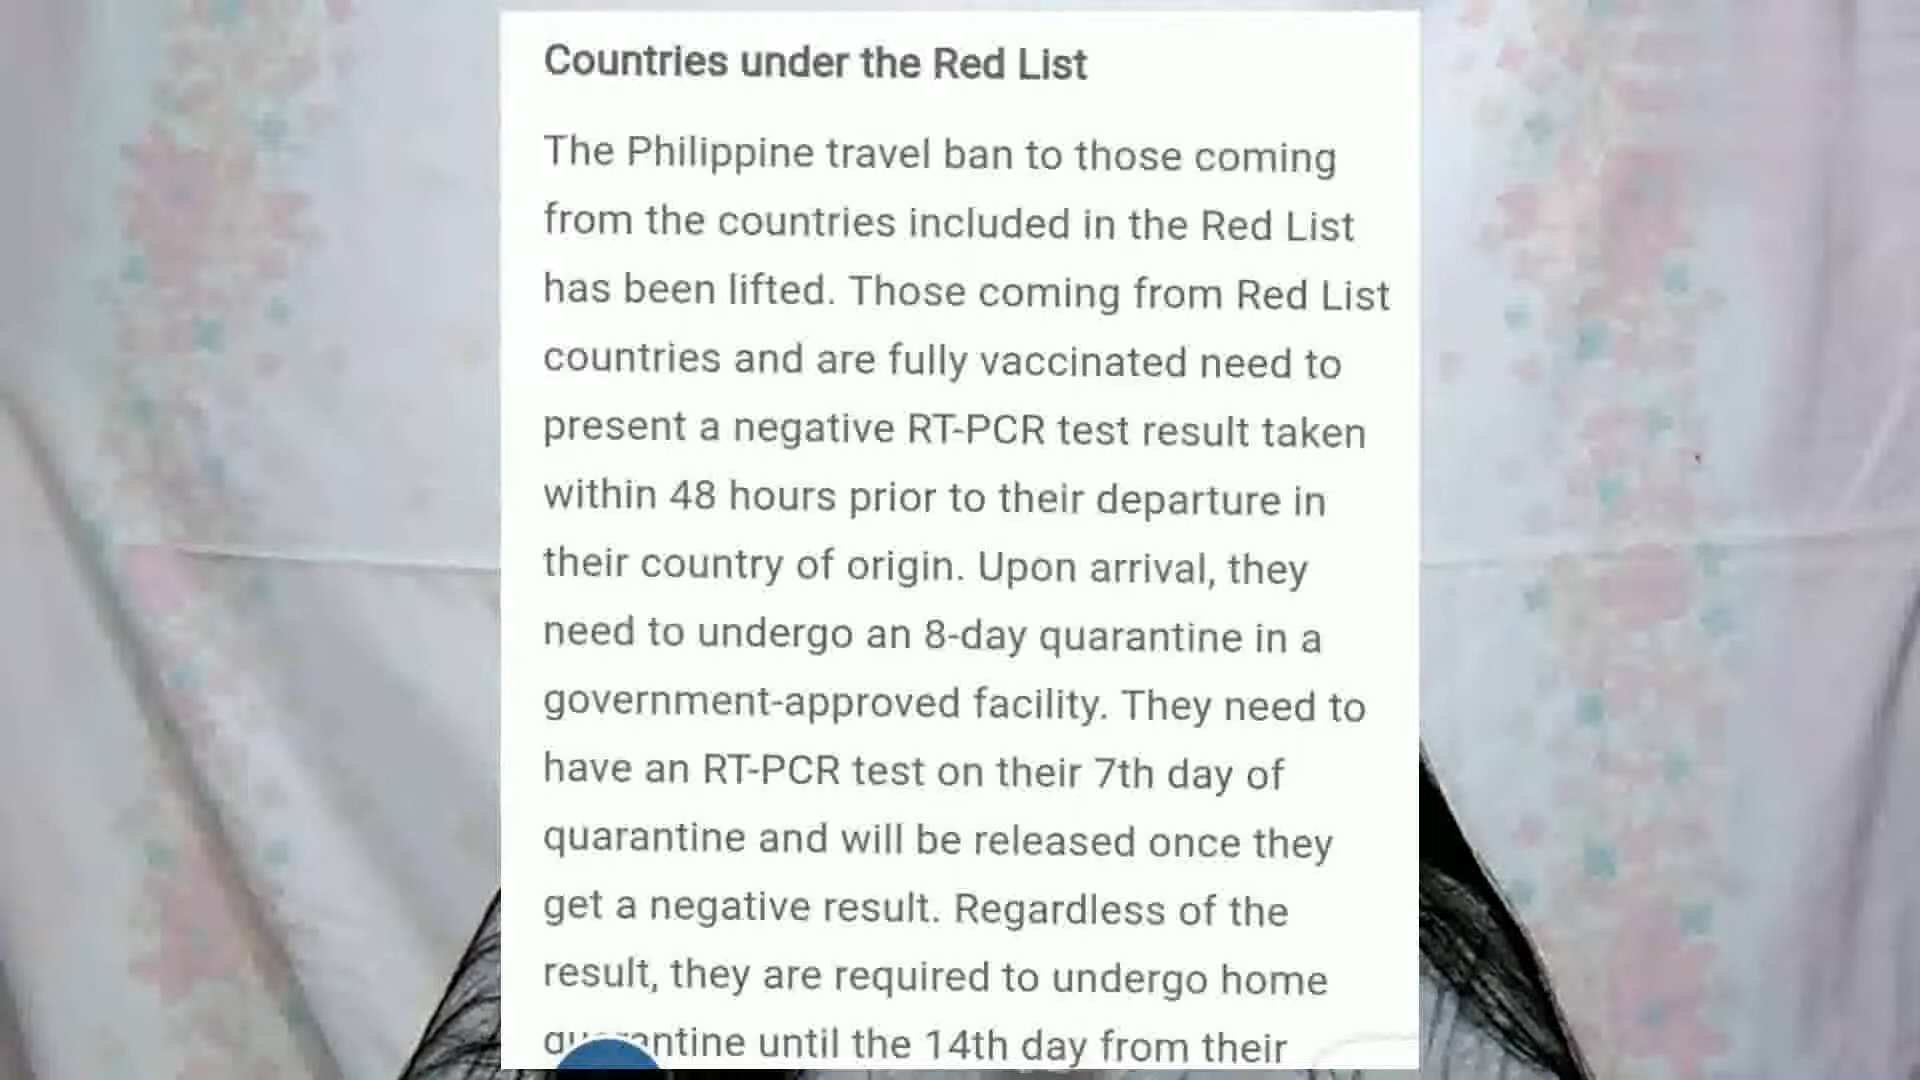 Countries under the Red List
The Philippine travel ban to those coming
from the countries included in the Red List
has been lifted. Those coming from Red List
countries and are fully vaccinated need to
present a negative RT-PCR test result taken
within 48 hours prior to their departure in
their country of origin. Upon arrival, they
need to undergo an 8-day quarantine in a
government-approved facility. They need to
have an RT-PCR test on their 7th day of
quarantine and will be released once they
get a negative result. Regardless of the
result, they are required to undergo home
until the 14th day from their